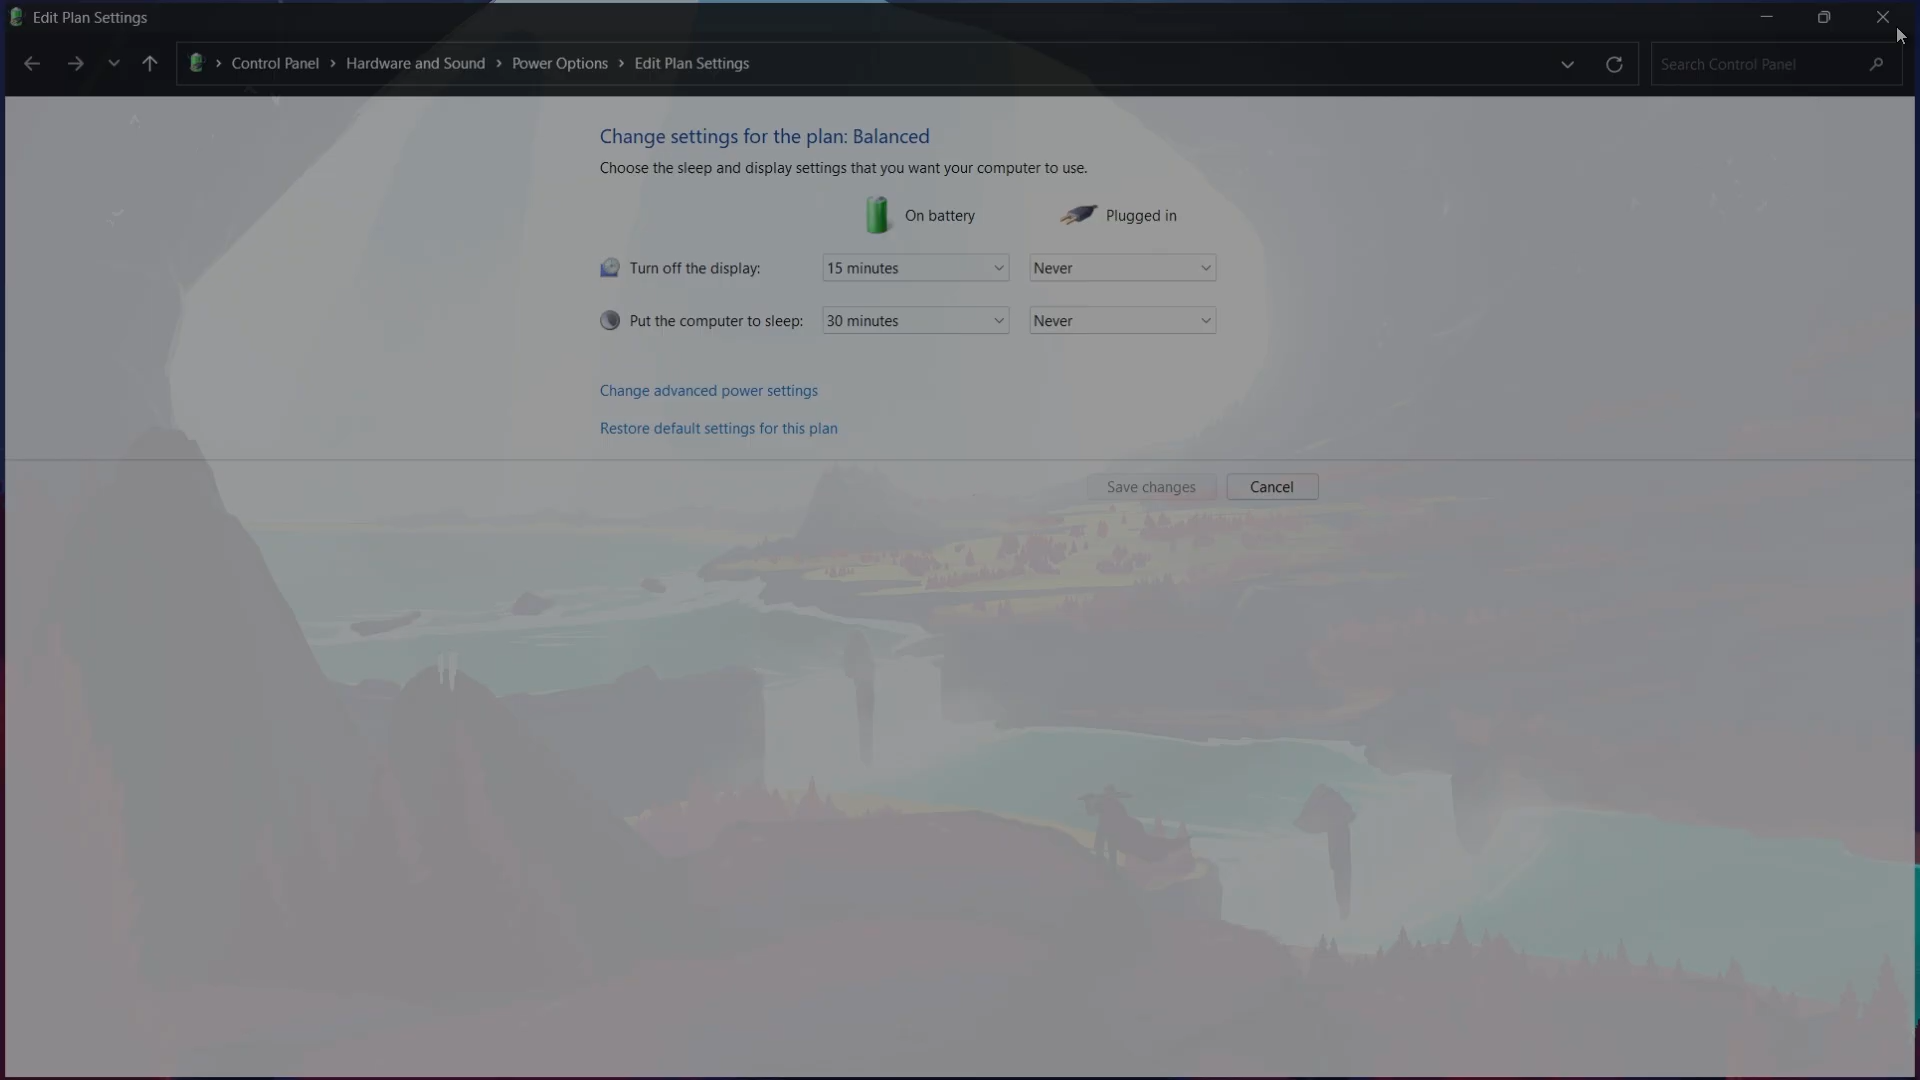 Edit Plan Settings
Control Panel > Hardware and Sound > Power Options > Edit Plan Settings
Search Control Panel
Change settings for the plan: Balanced
Choose the sleep and display settings that you want your computer to use.
On battery Plugged in
Turn off the display: 15 minutes Never
Put the computer to sleep: 30 minutes Never
Change advanced power settings
Restore default settings for this plan
Save changes Cancel